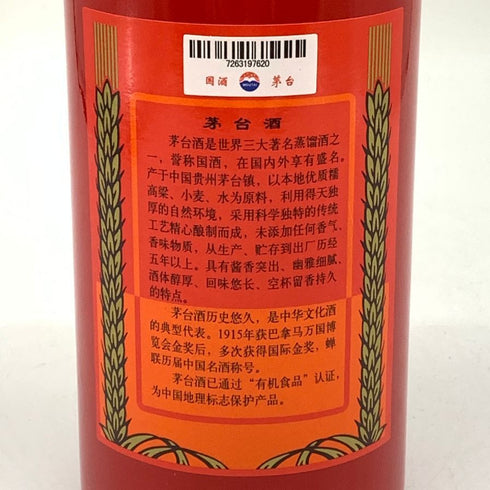 7263197620
国酒 MOUTAI 茅台
茅台酒
茅台酒是世界三大著名蒸馏酒之
一，誉称国酒，在国内外享有盛名。
产于中国贵州茅台镇，以本地优质糯
高粱、小麦、水为原料，利用得天独
厚的自然环境，采用科学独特的传统
工艺精心酿制而成，未添加任何香气、
香味物质，从生产、贮存到出厂历经
五年以上。具有酱香突出、幽雅细腻、
酒体醇厚、回味悠长、空杯留香持久
的特点。
茅台酒历史悠久，是中华文化酒
的典型代表。1915年获巴拿马万国博
览会金奖后，多次获得国际金奖，蝉
联历届中国名酒称号。
茅台酒已通过“有机食品”认证，
为中国地理标志保护产品。